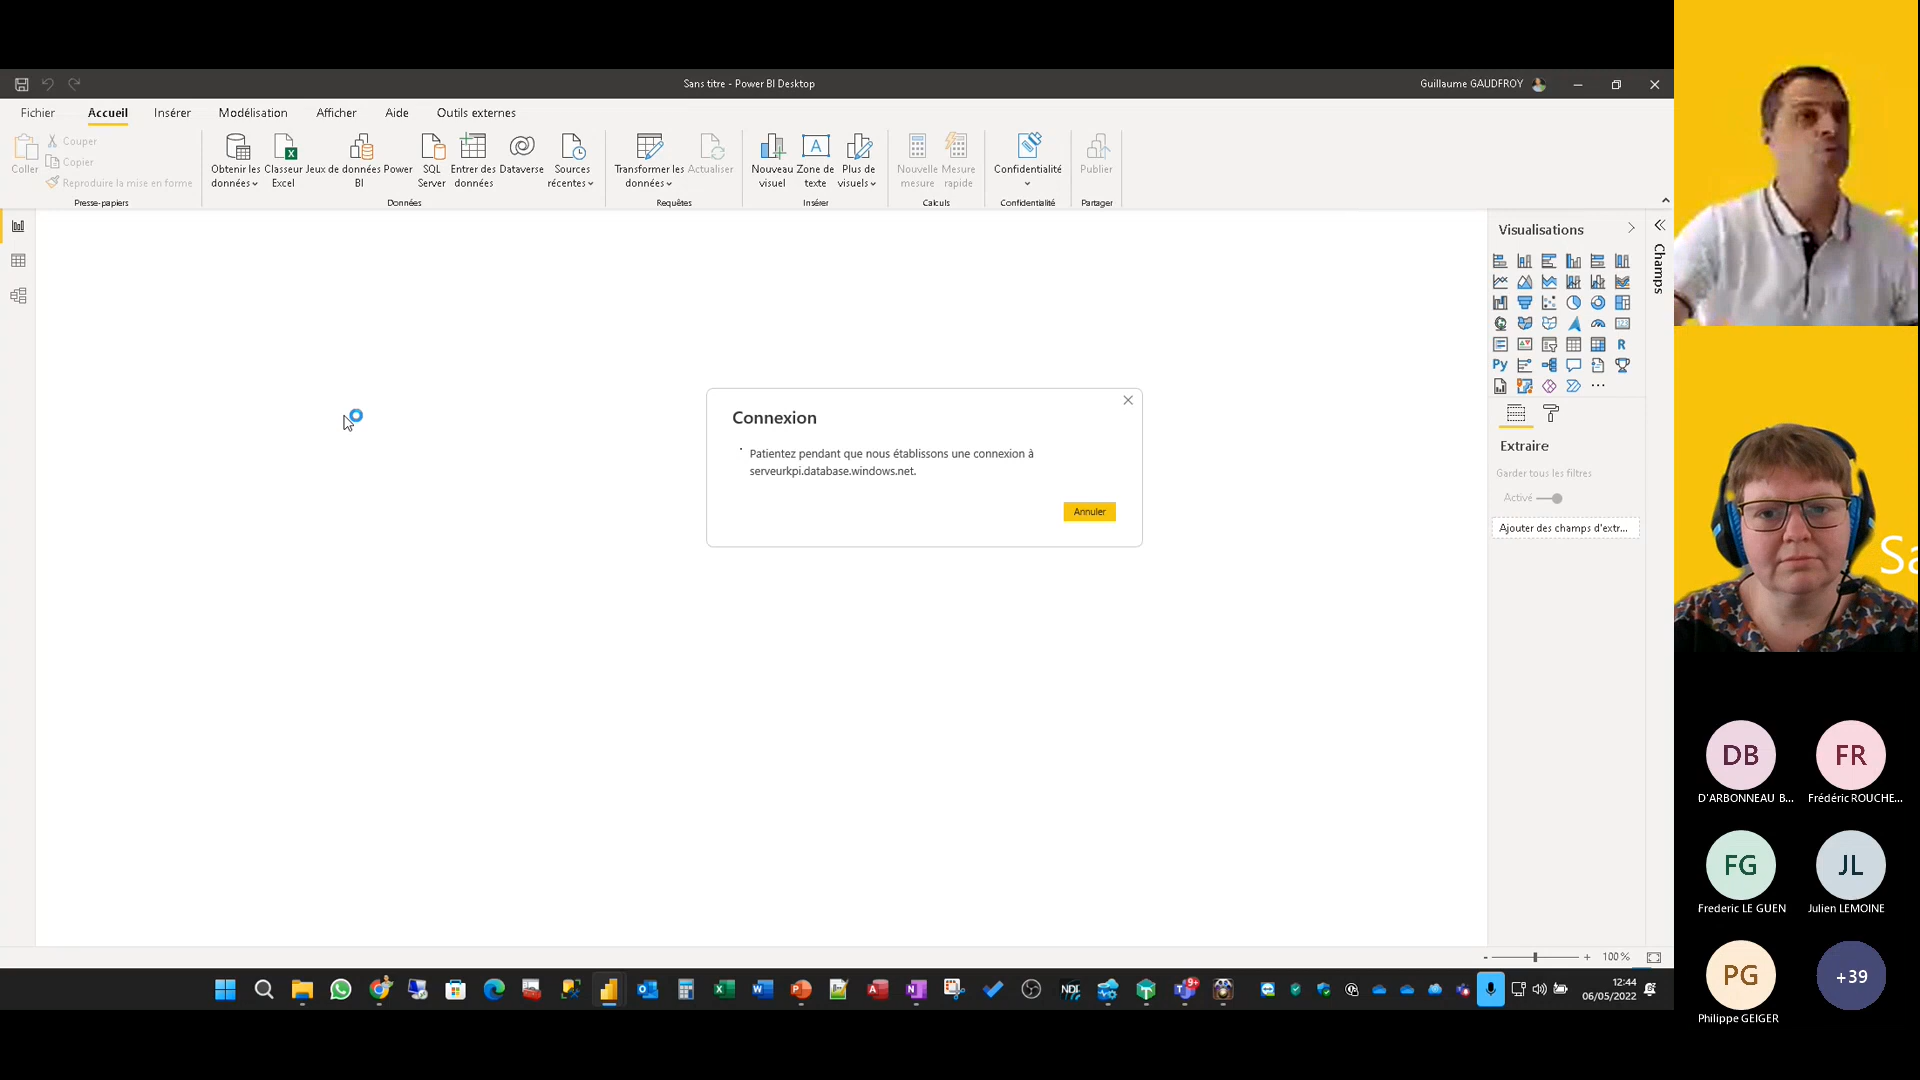 Sans titre - Power BI Desktop
Guillaume GAUDFROY
Fichier
Accueil
Insérer
Modélisation
Afficher
Aide
Outils externes
Coller
Couper
Copier
Reproduire la mise en forme
Presse-papiers
Obtenir les
données
Classeur
Excel
Jeux de données Power
BI
SQL
Server
Entrer des
données
Dataverse
Sources
récentes
Données
Transformer les
données
Actualiser
Requêtes
Nouveau
visuel
A
Zone de
texte
Plus de
visuels
Insérer
Nouvelle
mesure
Mesure
rapide
Calculs
Confidentialité
Confidentialité
Publier
Partager
Visualisations
Champs
R
Py
Extraire
Garder tous les filtres
Activé
Ajouter des champs d'extr...
Connexion
Patientez pendant que nous établissons une connexion à
serveurkpi.database.windows.net.
Annuler
- + 100 %
NDI
9+
12:44
06/05/2022
Sa
DB
D'ARBONNEAU B...
FR
Frédéric ROUCHE...
FG
Frederic LE GUEN
JL
Julien LEMOINE
PG
Philippe GEIGER
+39